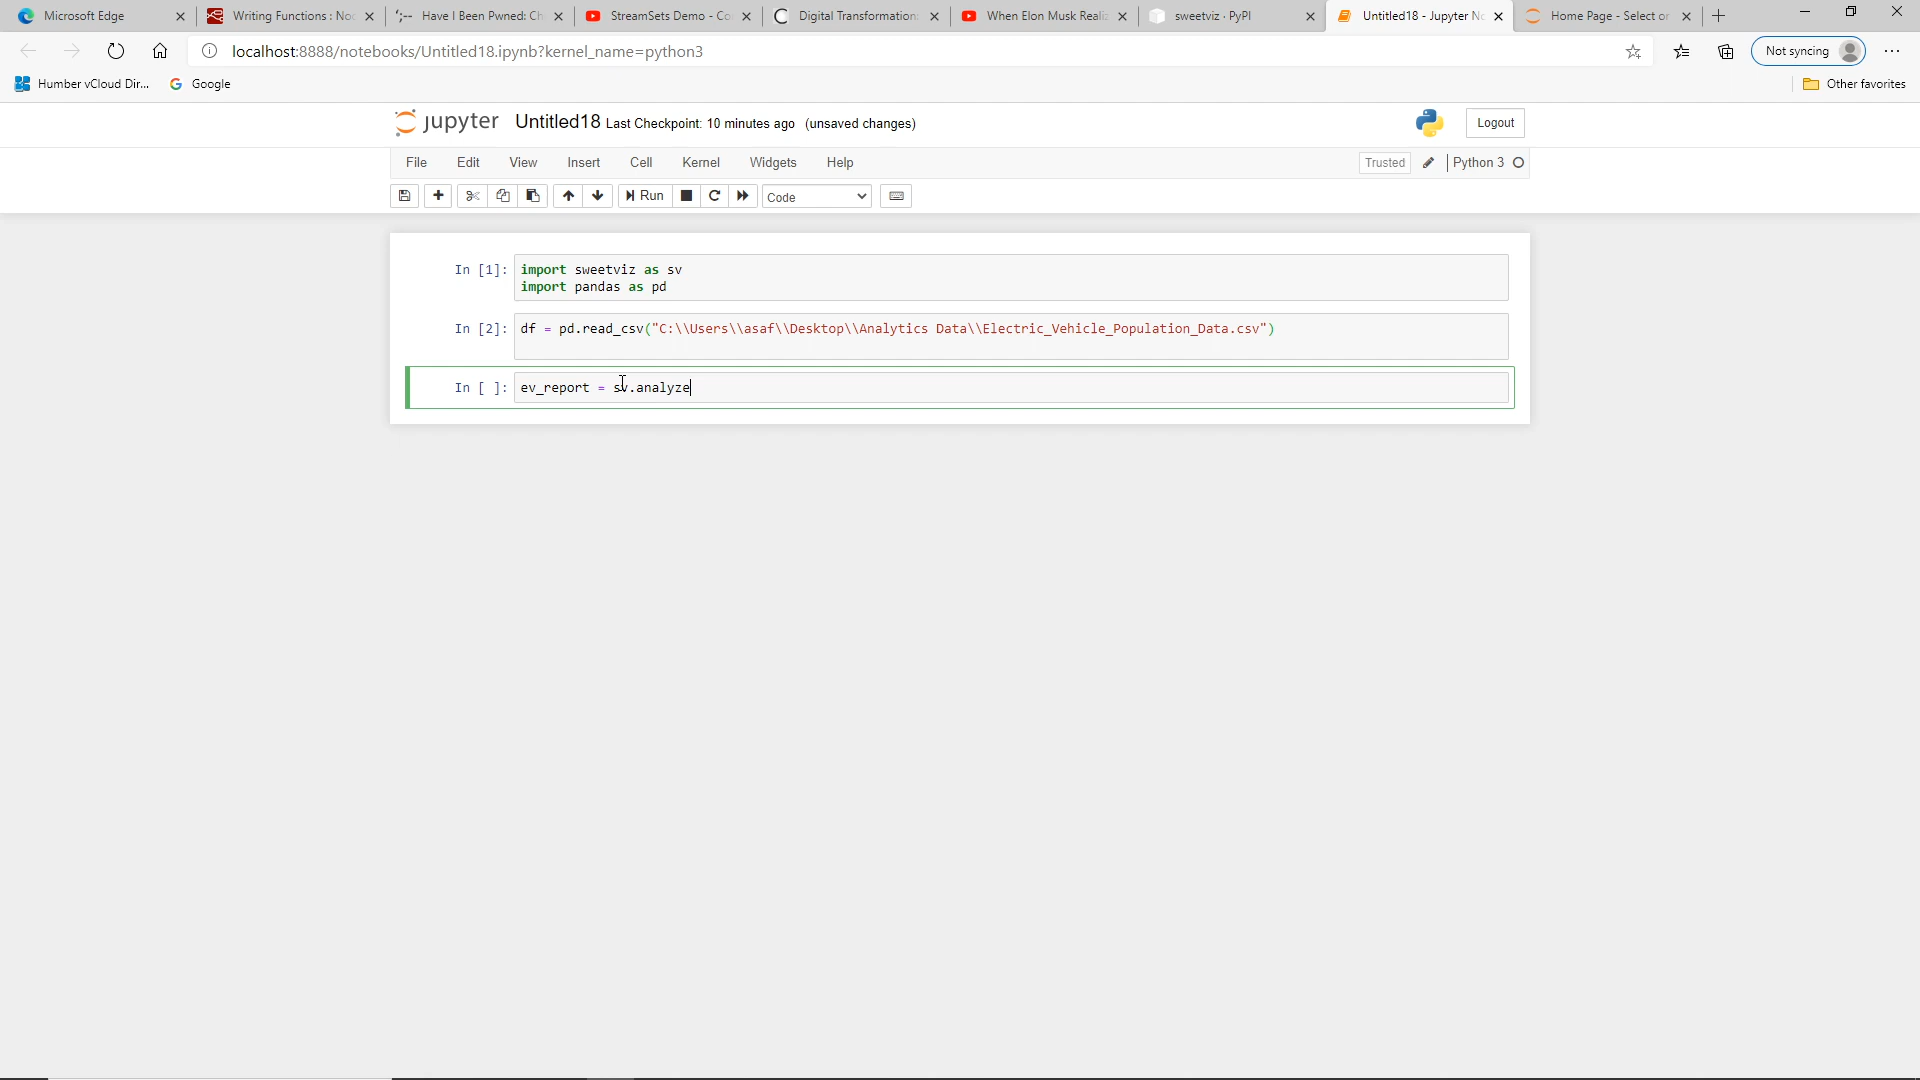 Microsoft Edge
Writing Functions : No
Have I Been Pwned: Ch
StreamSets Demo - Co
Digital Transformation:
When Elon Musk Realiz
sweetviz · PyPI
Untitled18 - Jupyter No
Home Page - Select or
localhost:8888/notebooks/Untitled18.ipynb?kernel_name=python3
Not syncing
Humber vCloud Dir...
Google
Other favorites
jupyter Untitled18 Last Checkpoint: 10 minutes ago (unsaved changes)
Logout
File Edit View Insert Cell Kernel Widgets Help
Trusted
Python 3
Run
Code
In [1]: import sweetviz as sv
import pandas as pd
In [2]: df = pd.read_csv("C:\\Users\\asaf\\Desktop\\Analytics Data\\Electric_Vehicle_Population_Data.csv")
In [ ]: ev_report = sv.analyze